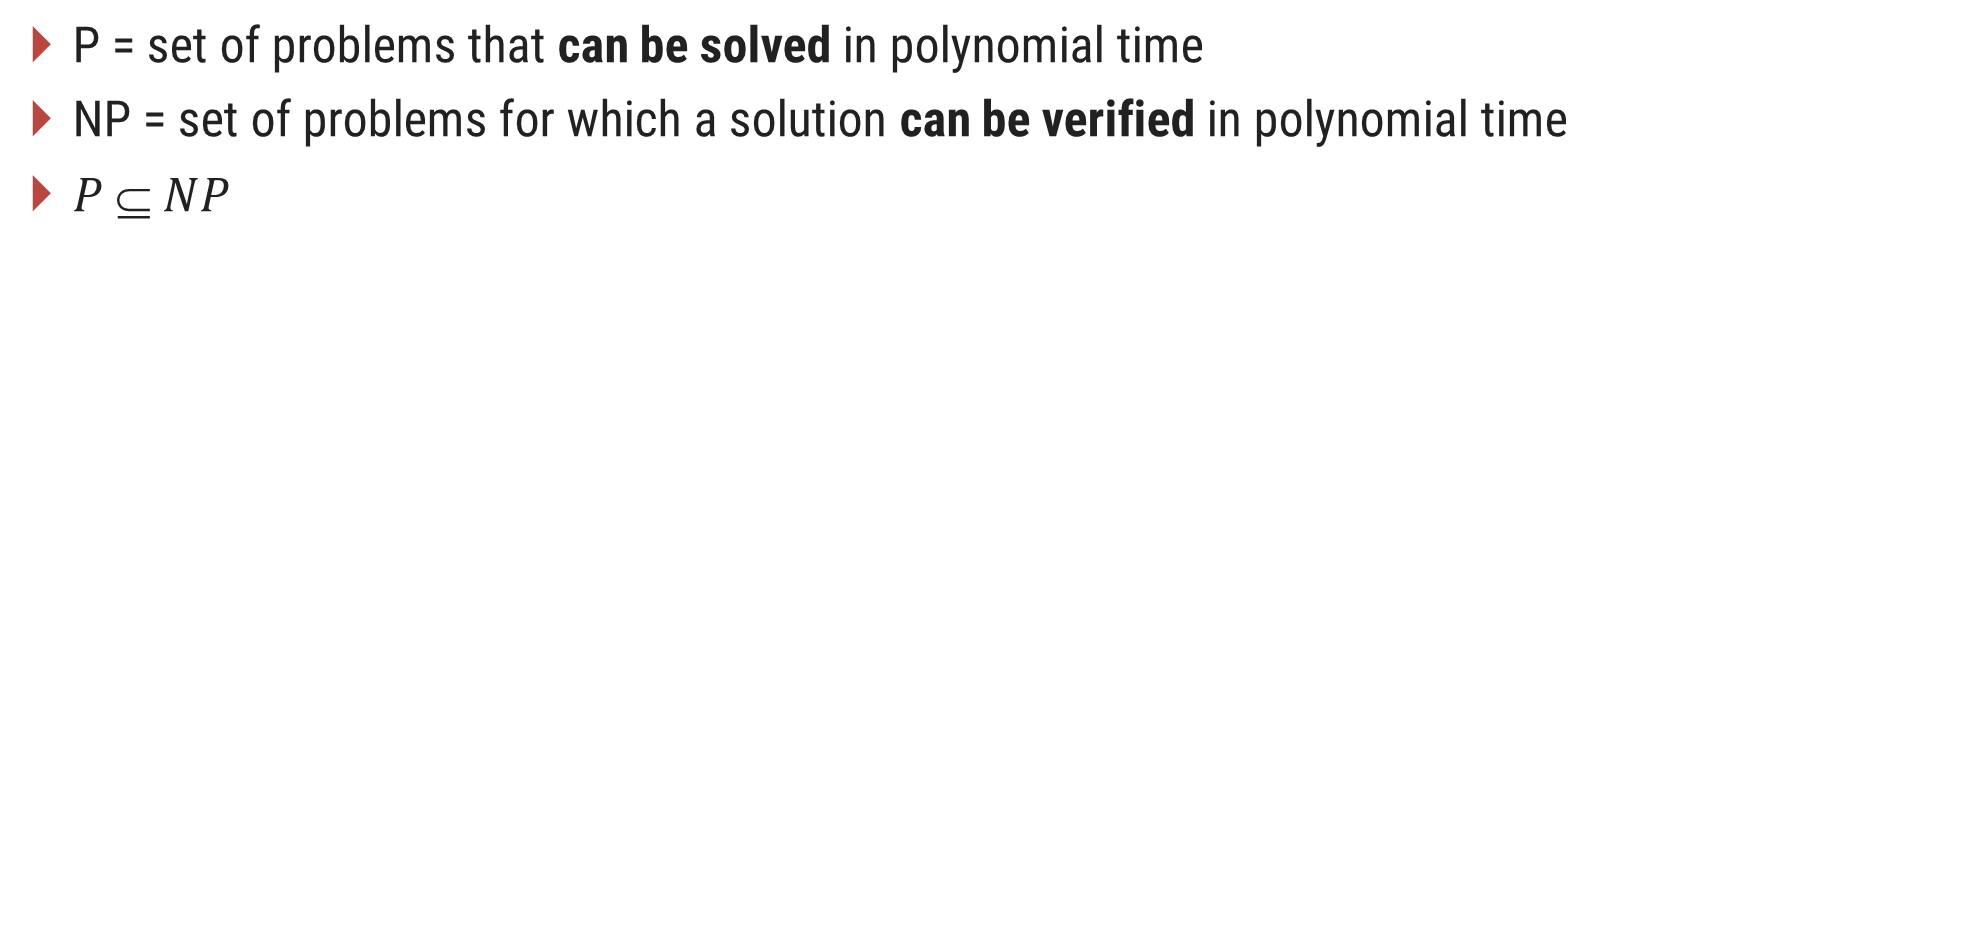 P = set of problems that can be solved in polynomial time
NP = set of problems for which a solution can be verified in polynomial time
P ⊆ NP